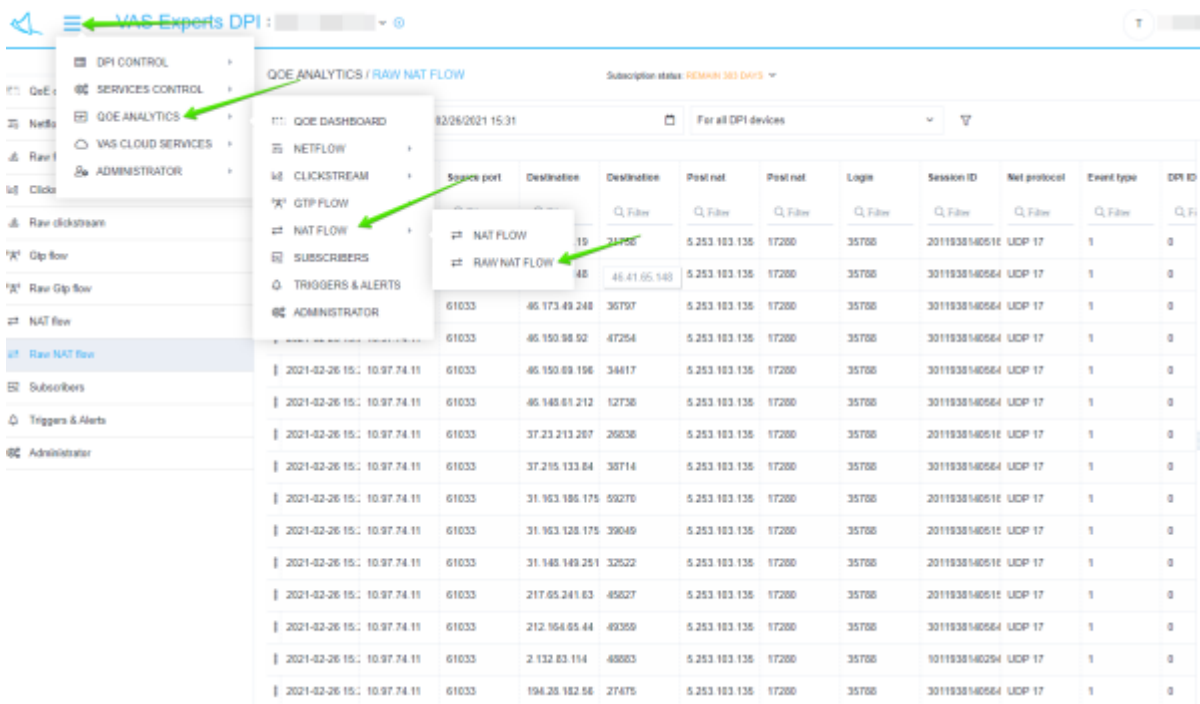 VAS Experts DPI :
T
DPI CONTROL
SERVICES CONTROL
QOE ANALYTICS
VAS CLOUD SERVICES
ADMINISTRATOR
QoE
Raw clickstream
Gtp flow
Raw Gtp flow
NAT flow
Raw NAT flow
Subscribers
Triggers & Alerts
Administrator
QOE ANALYTICS / RAW NAT FLOW
Subscription status: REMAIN 383 DAYS
QOE DASHBOARD
NETFLOW
CLICKSTREAM
GTP FLOW
NAT FLOW
SUBSCRIBERS
TRIGGERS & ALERTS
ADMINISTRATOR
NAT FLOW
RAW NAT FLOW
02/26/2021 15:31
For all DPI devices
Source port Destination Destination Post nat Post nat Login Session ID Net protocol Event type DPI ID
Filter Filter Filter Filter Filter Filter Filter
19 21758 5.253.103.135 17280 35788 UDP 17 1 0
48 46.41.65.148 5.253.103.135 17280 35788 UDP 17 1 0
61033 46.173.49.248 36797 5.253.103.135 17280 35788 UDP 17 1 0
61033 46.150.98.92 47254 5.253.103.135 17280 35788 UDP 17 1 0
2021-02-26 15: 10.97.74.11 61033 46.150.69.196 34417 5.253.103.135 17280 35788 UDP 17 1 0
2021-02-26 15: 10.97.74.11 61033 46.148.61.212 12738 5.253.103.135 17280 35788 UDP 17 1 0
2021-02-26 15: 10.97.74.11 61033 37.23.213.207 26838 5.253.103.135 17280 35788 UDP 17 1 0
2021-02-26 15: 10.97.74.11 61033 37.215.133.84 38714 5.253.103.135 17280 35788 UDP 17 1 0
2021-02-26 15: 10.97.74.11 61033 31.163.186.175 59270 5.253.103.135 17280 35788 UDP 17 1 0
2021-02-26 15: 10.97.74.11 61033 31.163.128.175 39049 5.253.103.135 17280 35788 UDP 17 1 0
2021-02-26 15: 10.97.74.11 61033 31.148.149.251 32522 5.253.103.135 17280 35788 UDP 17 1 0
2021-02-26 15: 10.97.74.11 61033 217.65.241.63 45827 5.253.103.135 17280 35788 UDP 17 1 0
2021-02-26 15: 10.97.74.11 61033 212.164.65.44 49359 5.253.103.135 17280 35788 UDP 17 1 0
2021-02-26 15: 10.97.74.11 61033 2.132.83.114 48883 5.253.103.135 17280 35788 UDP 17 1 0
2021-02-26 15: 10.97.74.11 61033 194.28.182.56 27475 5.253.103.135 17280 35788 UDP 17 1 0